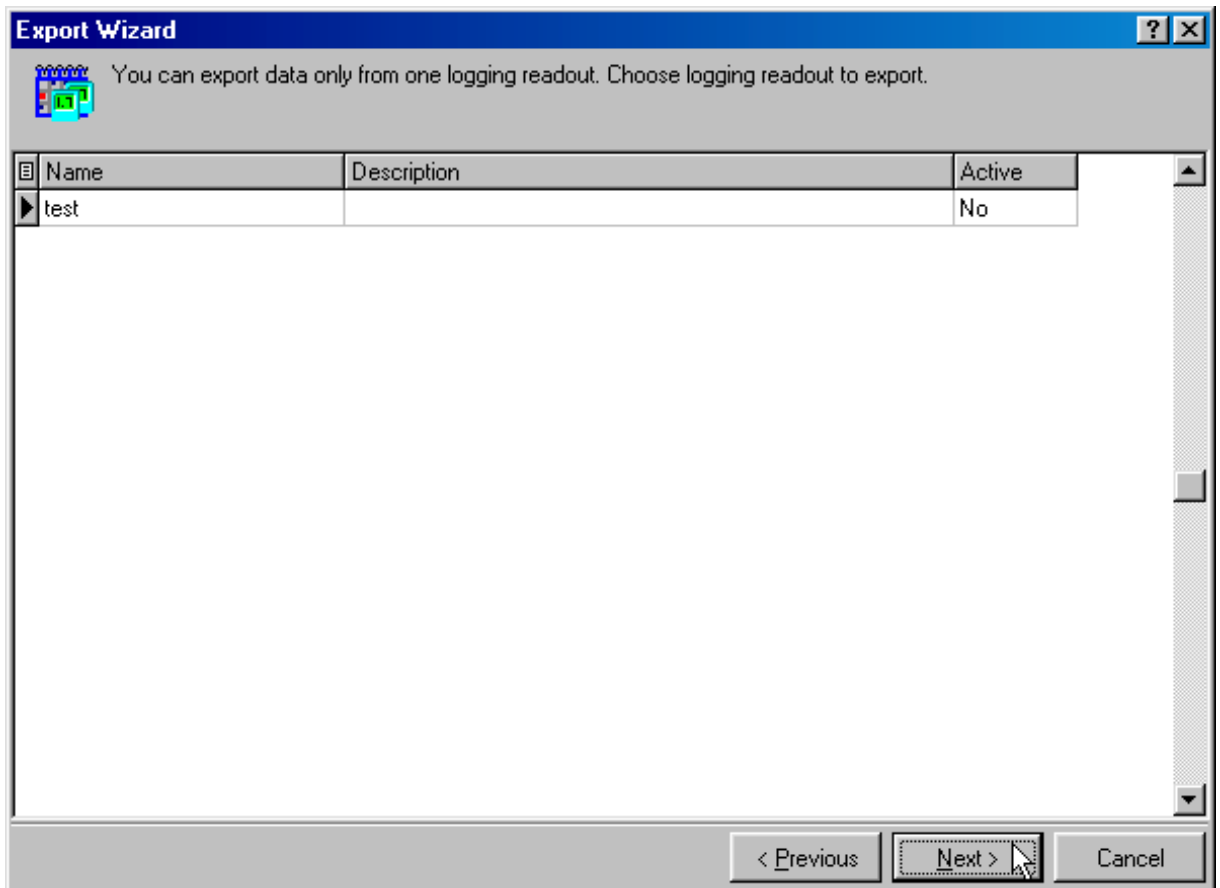 Export Wizard
You can export data only from one logging readout. Choose logging readout to export.
Name Description Active
test No
< Previous Next > Cancel